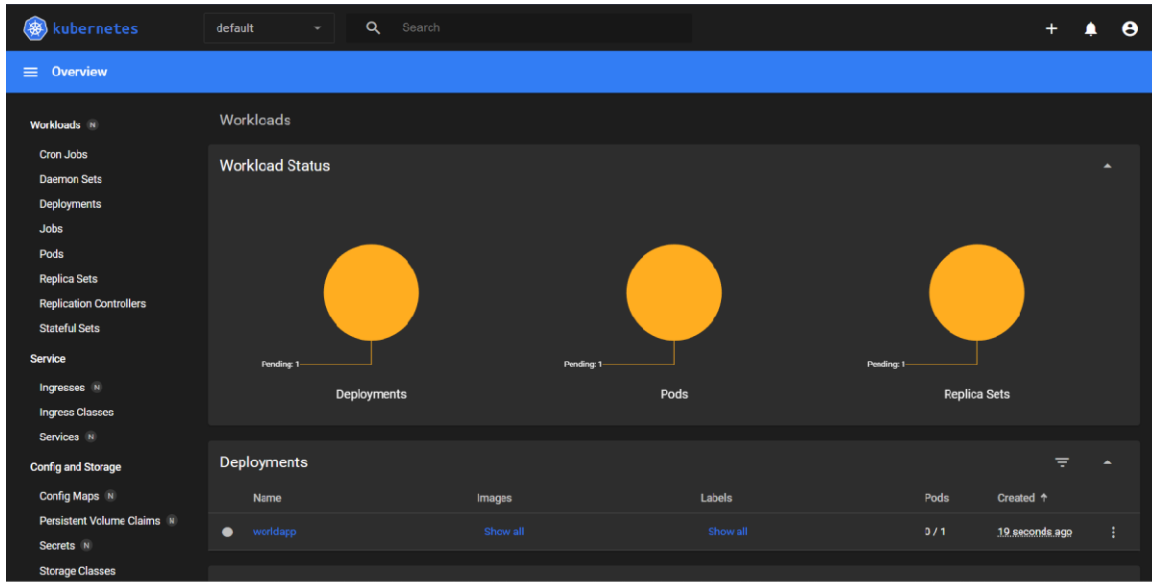 kubernetes
default
Search
Overview
Workloads N
Cron Jobs
Daemon Sets
Deployments
Jobs
Pods
Replica Sets
Replication Controllers
Stateful Sets
Service
Ingresses N
Ingress Classes
Services N
Config and Storage
Config Maps N
Persistent Volume Claims N
Secrets N
Storage Classes
Workloads
Workload Status
Pending: 1
Deployments
Pending: 1
Pods
Pending: 1
Replica Sets
Deployments
Name Images Labels Pods Created ↑
worldapp Show all Show all 0 / 1 19 seconds ago